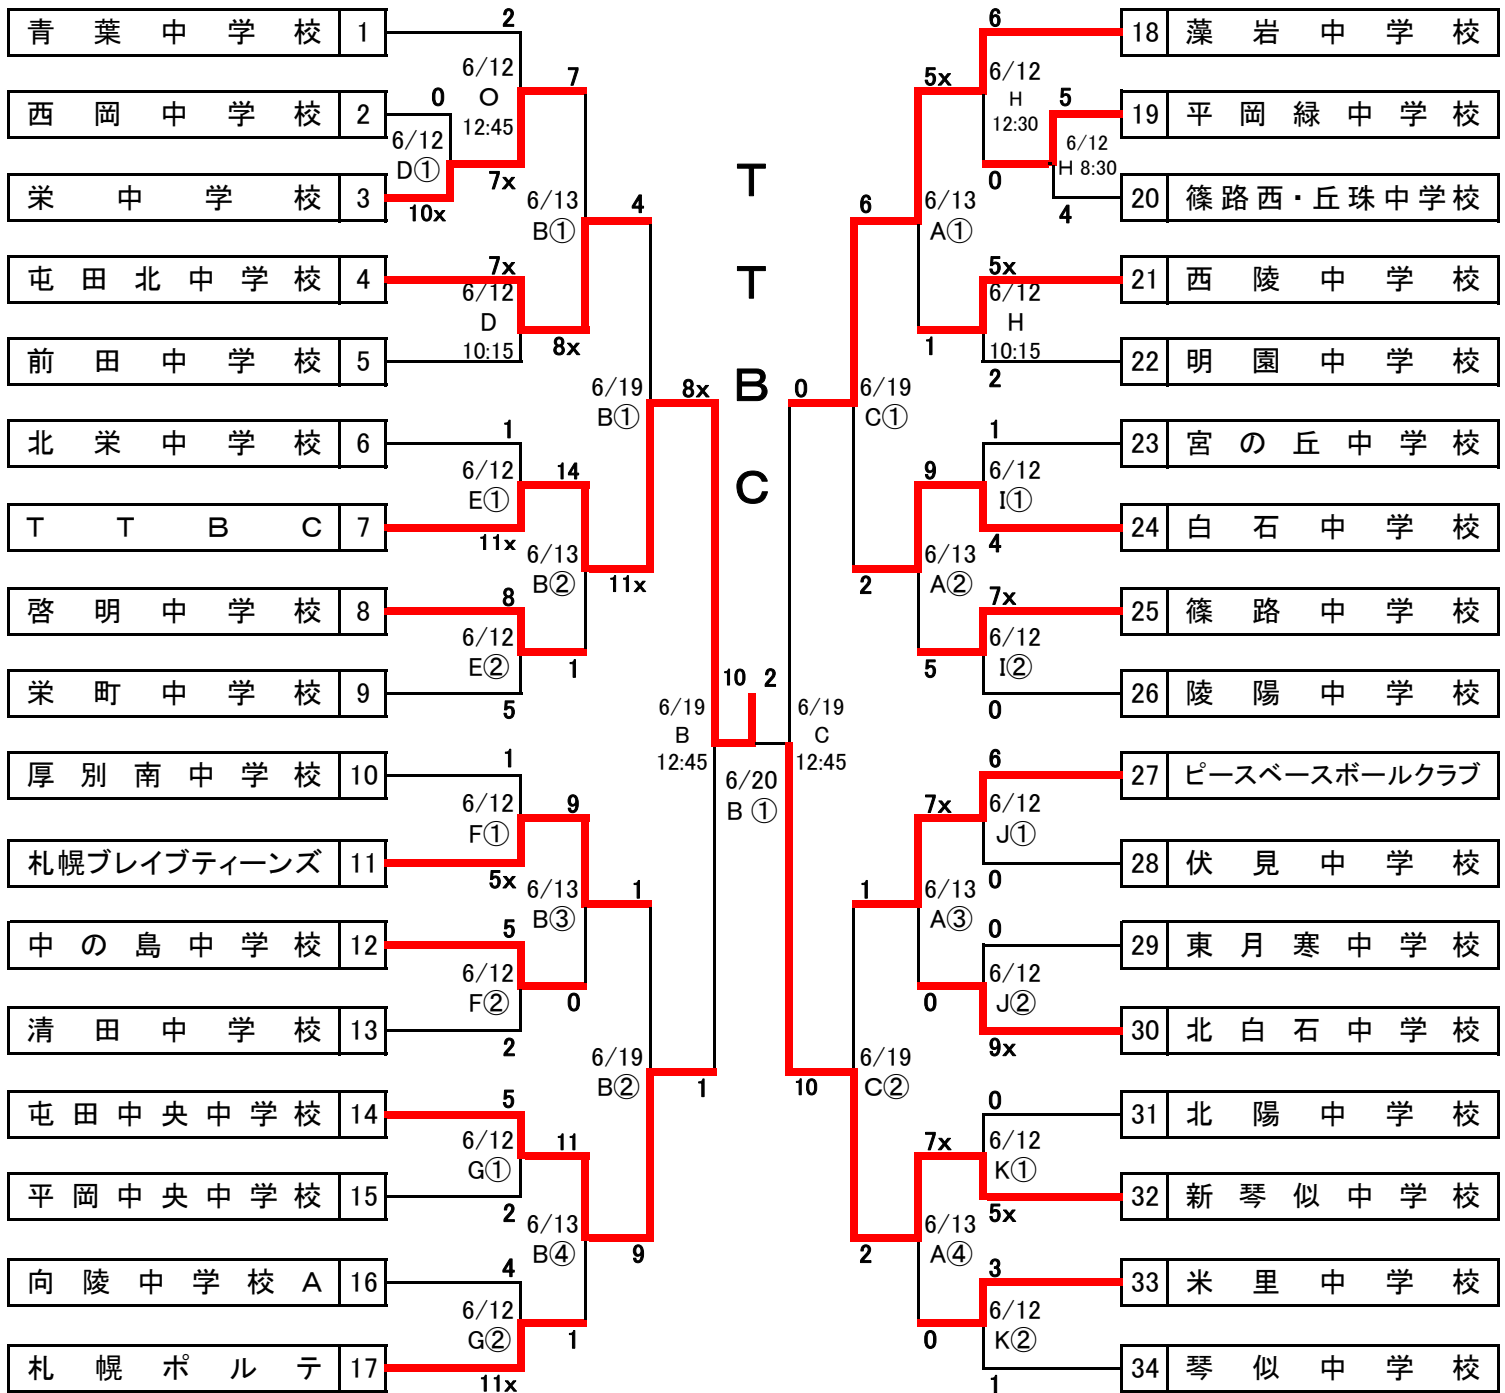 青葉中学校 1
西岡中学校 2
栄中学校 3
屯田北中学校 4
前田中学校 5
北栄中学校 6
TTBC 7
啓明中学校 8
栄町中学校 9
厚別南中学校 10
札幌ブレイブティーンズ 11
中の島中学校 12
清田中学校 13
屯田中央中学校 14
平岡中央中学校 15
向陵中学校A 16
札幌ポルテ 17
2
6/12
O
12:45
7x
0
6/12
D①
10x
7x
6/12
D
10:15
1
6/12
E①
11x
8
6/12
E②
5
1
6/12
F①
5x
5
6/12
F②
2
5
6/12
G①
2
4
6/12
G②
11x
7
6/13
B①
8x
14
6/13
B②
1
9
6/13
B③
0
11
6/13
B④
1
4
6/19
B①
11x
1
6/19
B②
9
8x
6/19
B
12:45
1
T
T
B
C
10 2
6/20
B ①
0
6/19
C
12:45
10
6
6/19
C①
2
1
6/19
C②
2
5x
6/13
A①
1
9
6/13
A②
5
7x
6/13
A③
0
7x
6/13
A④
0
6
6/12
H
12:30
0
5
6/12
H 8:30
4
5x
6/12
H
10:15
2
1
6/12
I①
4
7x
6/12
I②
0
6
6/12
J①
0
0
6/12
J②
9x
0
6/12
K①
5x
3
6/12
K②
1
18 藻岩中学校
19 平岡緑中学校
20 篠路西・丘珠中学校
21 西陵中学校
22 明園中学校
23 宮の丘中学校
24 白石中学校
25 篠路中学校
26 陵陽中学校
27 ピースベースボールクラブ
28 伏見中学校
29 東月寒中学校
30 北白石中学校
31 北陽中学校
32 新琴似中学校
33 米里中学校
34 琴似中学校